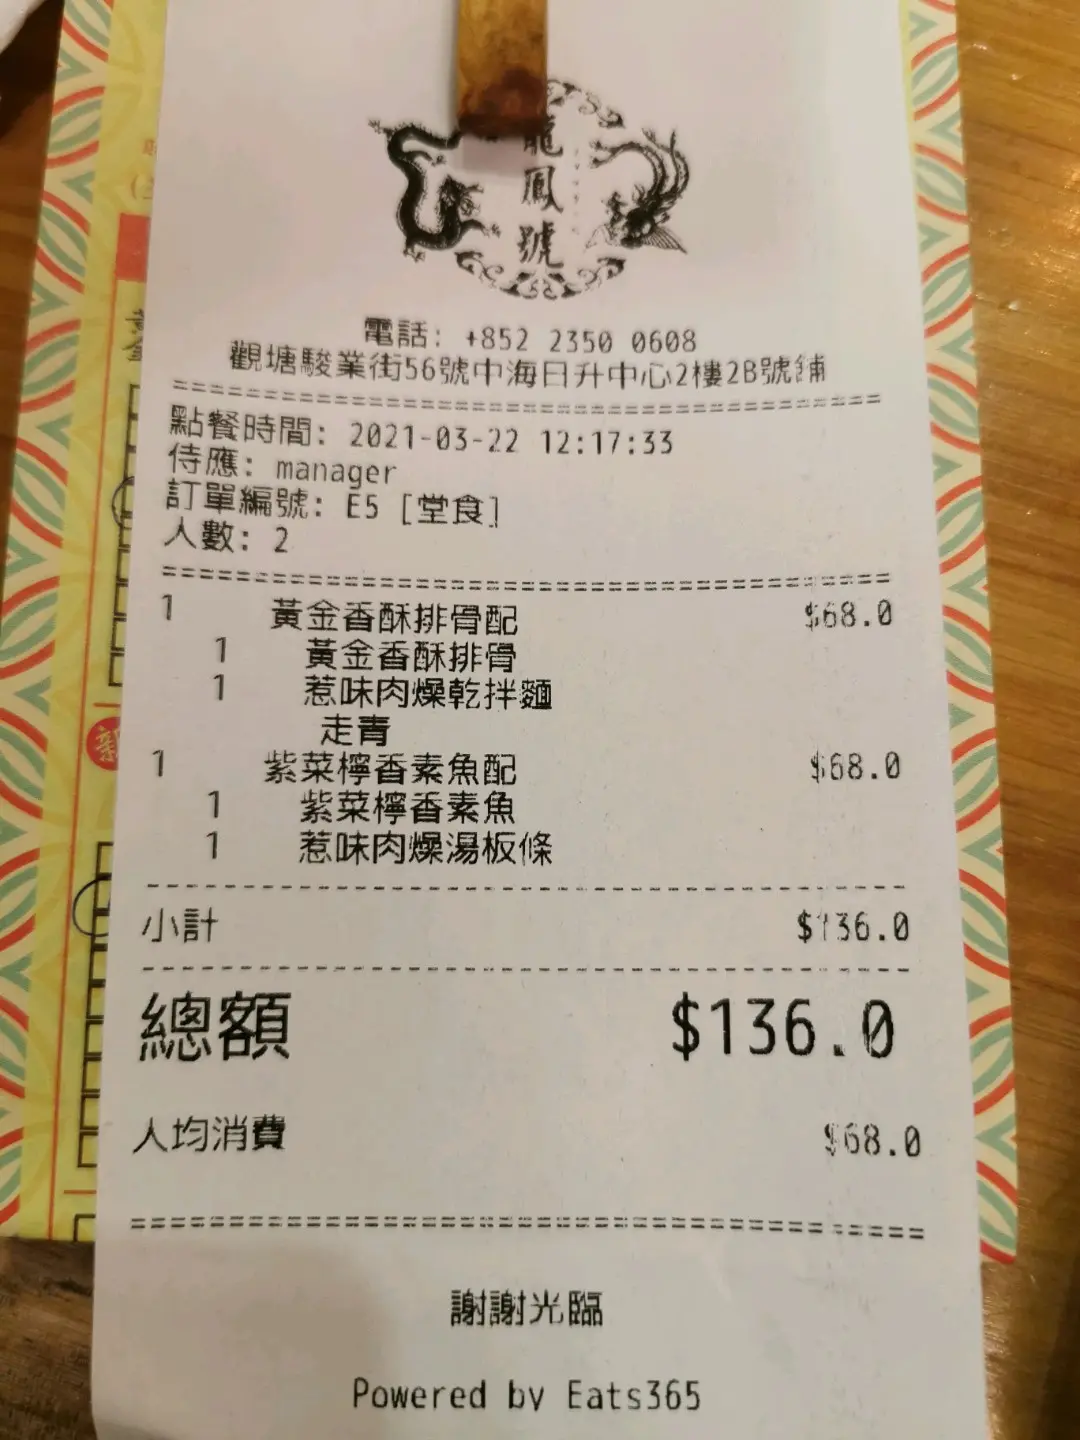 龍鳳號
電話: +852 2350 0608
觀塘駿業街56號中海日升中心2樓2B號舖
點餐時間: 2021-03-22 12:17:33
侍應: manager
訂單編號: E5 [堂食]
人數: 2
1 黃金香酥排骨配 $68.0
1 黃金香酥排骨
1 惹味肉燥乾拌麵
走青
1 紫菜檸香素魚配 $68.0
1 紫菜檸香素魚
1 惹味肉燥湯板條
小計 $136.0
總額 $136.0
人均消費 $68.0
謝謝光臨
Powered by Eats365